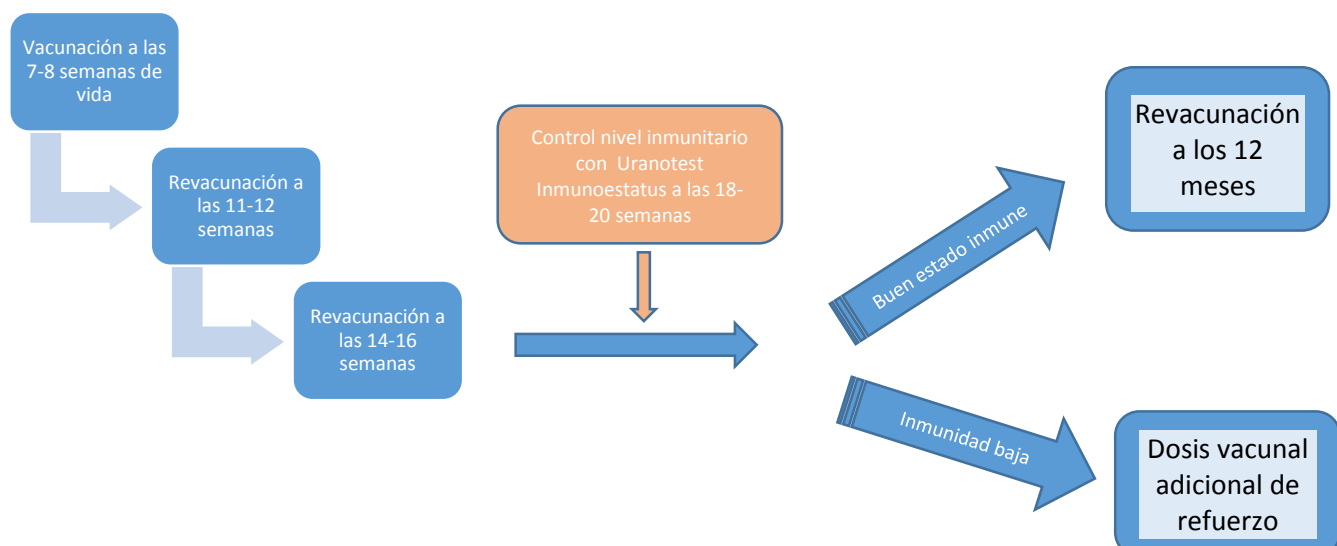 Vacunación a las
7-8 semanas de
vida
Revacunación a
las 11-12
semanas
Revacunación a
las 14-16
semanas
Control nivel inmunitario
con Uranotest
Inmunoestatus a las 18-
20 semanas
Buen estado inmune
Inmunidad baja
Revacunación
a los 12
meses
Dosis vacunal
adicional de
refuerzo